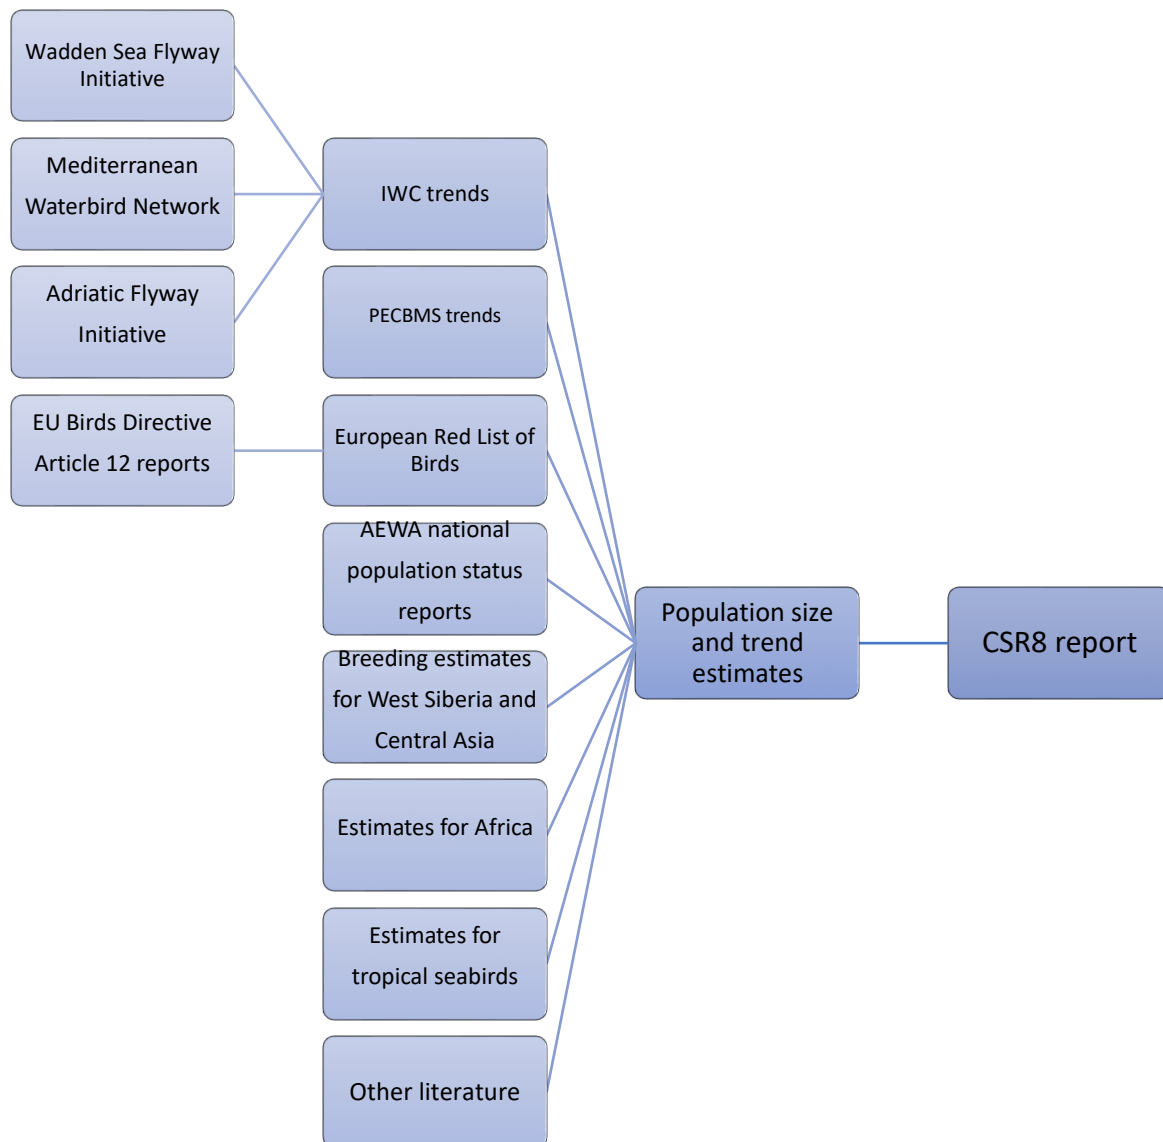 Wadden Sea Flyway
Initiative
Mediterranean
Waterbird Network
Adriatic Flyway
Initiative
EU Birds Directive
Article 12 reports
IWC trends
PECBMS trends
European Red List of
Birds
AEWA national
population status
reports
Breeding estimates
for West Siberia and
Central Asia
Estimates for Africa
Estimates for
tropical seabirds
Other literature
Population size
and trend
estimates
CSR8 report